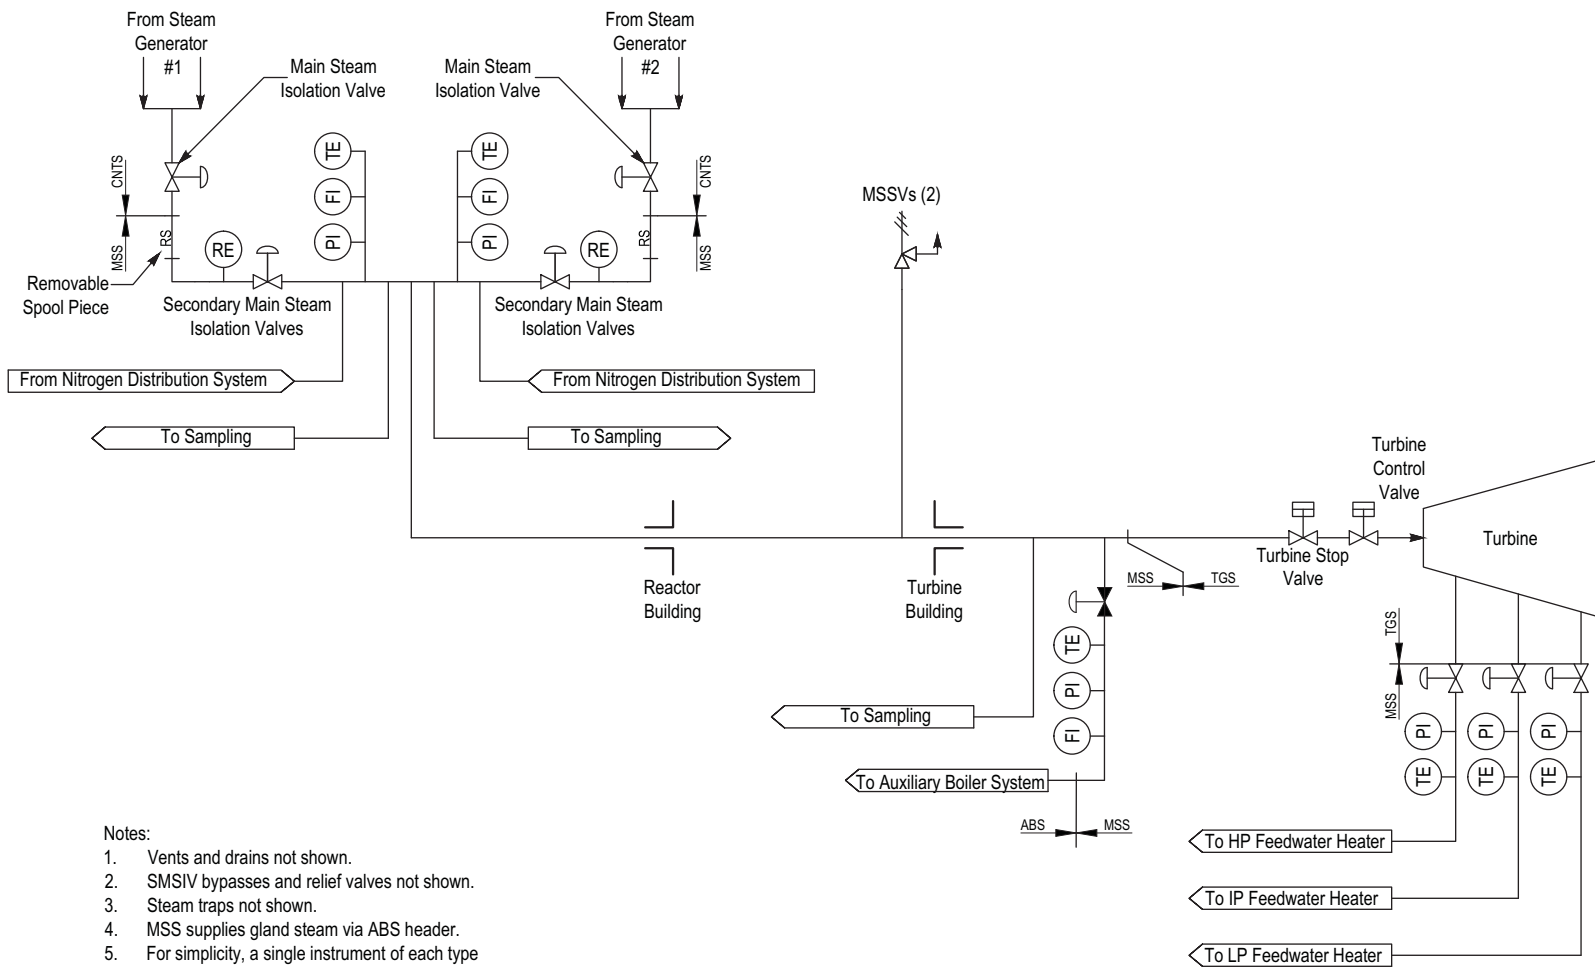 From Steam
Generator
#1
Main Steam
Isolation Valve
Main Steam
Isolation Valve
From Steam
Generator
#2
CNTS
MSS
RS
TE
FI
PI
TE
FI
PI
CNTS
MSS
RS
RE
RE
Removable
Spool Piece
Secondary Main Steam
Isolation Valves
Secondary Main Steam
Isolation Valves
MSSVs (2)
From Nitrogen Distribution System
From Nitrogen Distribution System
To Sampling
To Sampling
Reactor
Building
Turbine
Building
MSS
TGS
Turbine Stop
Valve
Turbine
Control
Valve
Turbine
TE
PI
FI
To Sampling
To Auxiliary Boiler System
ABS
MSS
TGS
MSS
PI
PI
PI
TE
TE
TE
To HP Feedwater Heater
To IP Feedwater Heater
To LP Feedwater Heater
Notes:
1. Vents and drains not shown.
2. SMSIV bypasses and relief valves not shown.
3. Steam traps not shown.
4. MSS supplies gland steam via ABS header.
5. For simplicity, a single instrument of each type